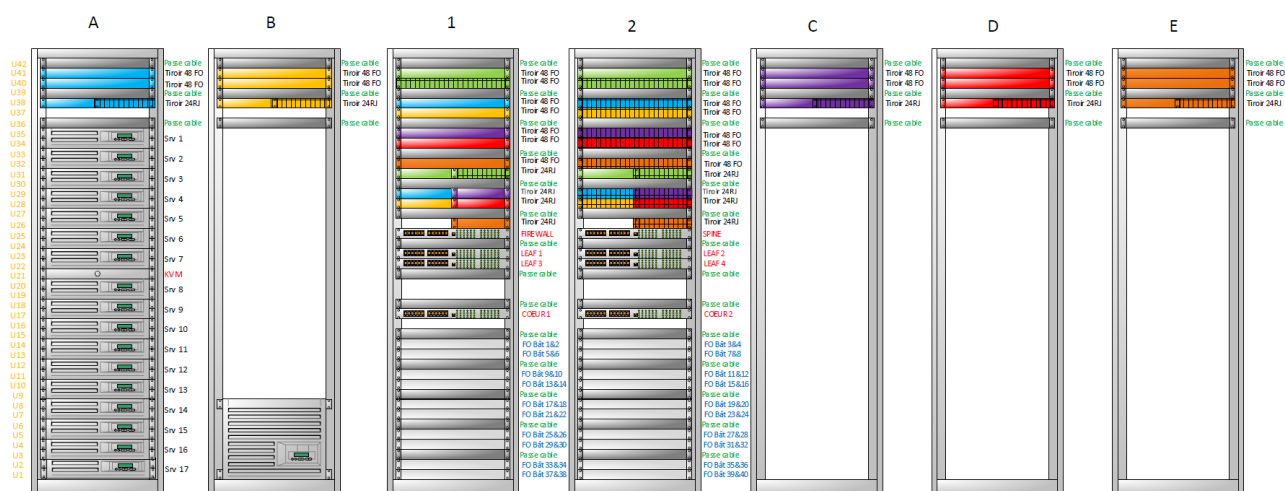 A
B
1
2
C
D
E
U42
U41
U40
U39
U38
U37
U36
U35
U34
U33
U32
U31
U30
U29
U28
U27
U26
U25
U24
U23
U22
U21
U20
U19
U18
U17
U16
U15
U14
U13
U12
U11
U10
U9
U8
U7
U6
U5
U4
U3
U2
U1
Passe cable
Tiroir 48 FO
Tiroir 48 FO
Passe cable
Tiroir 24RJ
Passe cable
Srv 1
Srv 2
Srv 3
Srv 4
Srv 5
Srv 6
Srv 7
KVM
Srv 8
Srv 9
Srv 10
Srv 11
Srv 12
Srv 13
Srv 14
Srv 15
Srv 16
Srv 17
Passe cable
Tiroir 48 FO
Tiroir 48 FO
Passe cable
Tiroir 24RJ
Passe cable
Passe cable
Tiroir 48 FO
Tiroir 48 FO
Passe cable
Tiroir 48 FO
Tiroir 48 FO
Passe cable
Tiroir 48 FO
Tiroir 48 FO
Passe cable
Tiroir 48 FO
Tiroir 24RJ
Passe cable
Tiroir 24RJ
Tiroir 24RJ
Passe cable
Tiroir 24RJ
FIREWALL
Passe cable
LEAF 1
LEAF 3
Passe cable
Passe cable
COEUR 1
Passe cable
FO Bât 1&2
FO Bât 5&6
Passe cable
FO Bât 9&10
FO Bât 13&14
Passe cable
FO Bât 17&18
FO Bât 21&22
Passe cable
FO Bât 25&26
FO Bât 29&30
Passe cable
FO Bât 33&34
FO Bât 37&38
Passe cable
Tiroir 48 FO
Tiroir 48 FO
Passe cable
Tiroir 48 FO
Tiroir 48 FO
Passe cable
Tiroir 48 FO
Tiroir 48 FO
Passe cable
Tiroir 48 FO
Tiroir 24RJ
Passe cable
Tiroir 24RJ
Tiroir 24RJ
Passe cable
Tiroir 24RJ
SPINE
Passe cable
LEAF 2
LEAF 4
Passe cable
Passe cable
COEUR 2
Passe cable
FO Bât 3&4
FO Bât 7&8
Passe cable
FO Bât 11&12
FO Bât 15&16
Passe cable
FO Bât 19&20
FO Bât 23&24
Passe cable
FO Bât 27&28
FO Bât 31&32
Passe cable
FO Bât 35&36
FO Bât 39&40
Passe cable
Tiroir 48 FO
Tiroir 48 FO
Passe cable
Tiroir 24RJ
Passe cable
Passe cable
Tiroir 48 FO
Tiroir 48 FO
Passe cable
Tiroir 24RJ
Passe cable
Passe cable
Tiroir 48 FO
Tiroir 48 FO
Passe cable
Tiroir 24RJ
Passe cable